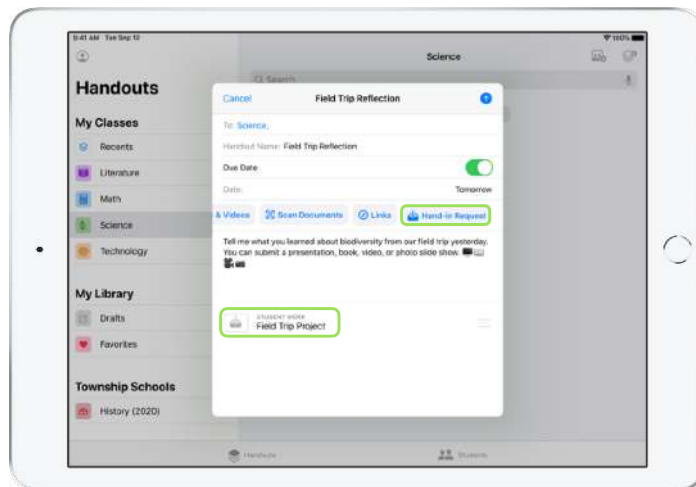 9:41 AM Tue Sep 10
100%
Science
Search
Handouts
My Classes
Recents
Literature
Math
Science
Technology
My Library
Drafts
Favorites
Township Schools
History (2020)
Cancel
Field Trip Reflection
To: Science,
Handout Name: Field Trip Reflection
Due Date
Date:
Tomorrow
& Videos
Scan Documents
Links
Hand-in Request
Tell me what you learned about biodiversity from our field trip yesterday.
You can submit a presentation, book, video, or photo slide show.
STUDENT WORK
Field Trip Project
Handouts
Students